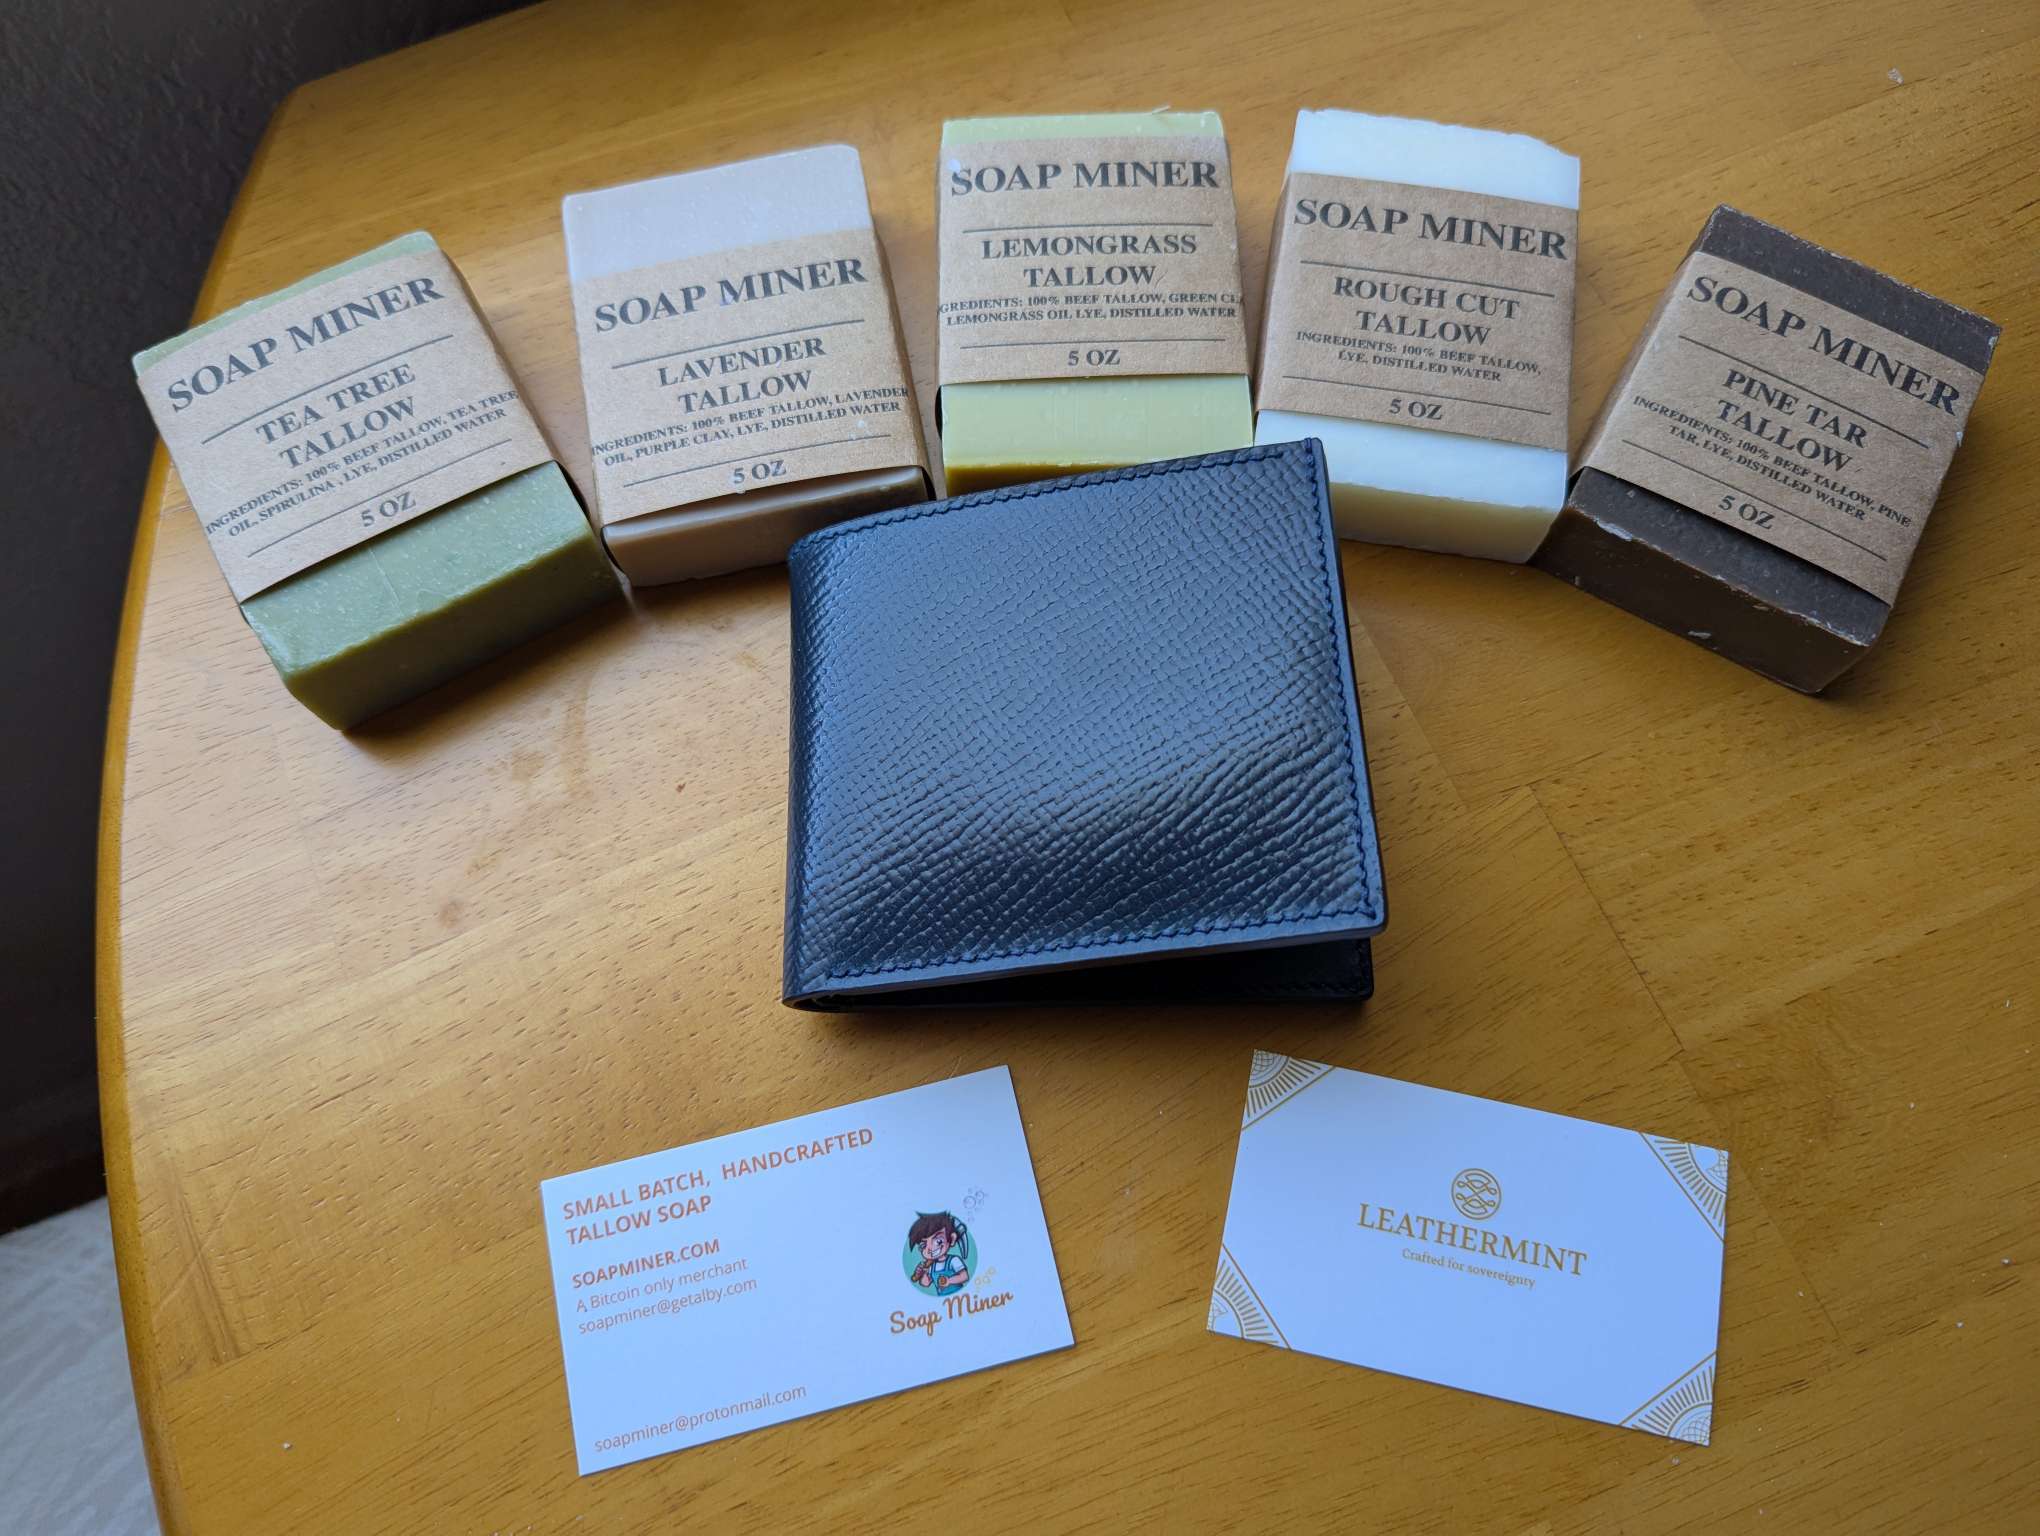 SOAP MINER
TEA TREE
TALLOW
INGREDIENTS: 100% BEEF TALLOW, TEA TREE
OIL, SPIRULINA , LYE, DISTILLED WATER
5 OZ
SOAP MINER
LAVENDER
TALLOW
INGREDIENTS: 100% BEEF TALLOW, LAVENDER
OIL, PURPLE CLAY, LYE, DISTILLED WATER
5 OZ
SOAP MINER
LEMONGRASS
TALLOW
GREDIENTS: 100% BEEF TALLOW, GREEN CLA
LEMONGRASS OIL LYE, DISTILLED WATER
5 OZ
SOAP MINER
ROUGH CUT
TALLOW
INGREDIENTS: 100% BEEF TALLOW,
LYE, DISTILLED WATER
5 OZ
SOAP MINER
PINE TAR
TALLOW
INGREDIENTS: 100% BEEF TALLOW, PINE
TAR, LYE, DISTILLED WATER
5 OZ
SMALL BATCH, HANDCRAFTED
TALLOW SOAP
SOAPMINER.COM
A Bitcoin only merchant
soapminer@getalby.com
soapminer@protonmail.com
Soap Miner
LEATHERMINT
Crafted for sovereignty